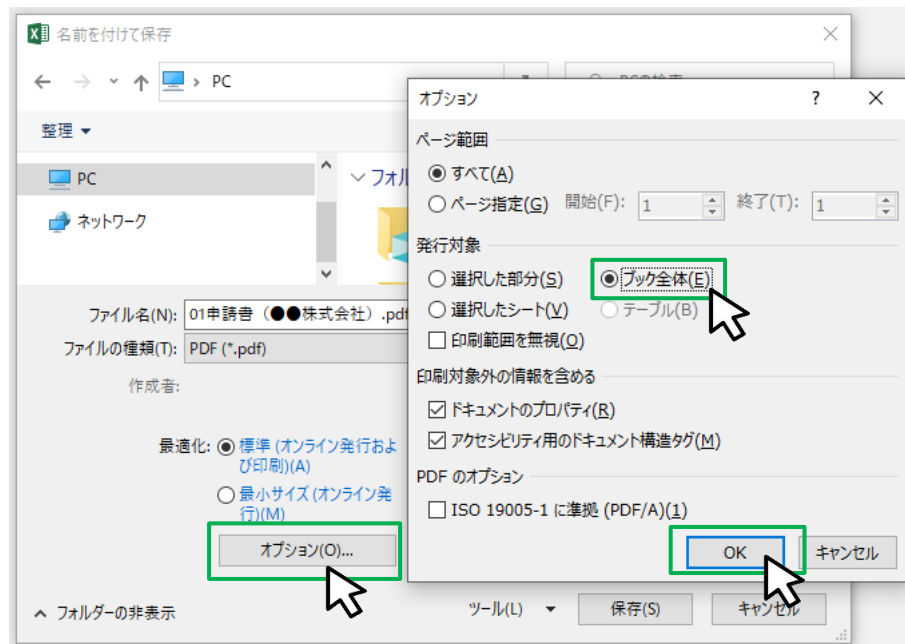 名前を付けて保存
PC
整理
PC
ネットワーク
ファイル名(N): 01申請書（●●株式会社）.pdf
ファイルの種類(T): PDF (*.pdf)
作成者:
最適化: 標準 (オンライン発行およ
び印刷)(A)
最小サイズ (オンライン発
行)(M)
オプション(O)...
フォルダーの非表示
ツール(L)
保存(S)
キャンセル
オプション
?
ページ範囲
すべて(A)
ページ指定(G) 開始(F): 1 終了(T): 1
発行対象
選択した部分(S) ブック全体(E)
選択したシート(V) テーブル(B)
印刷範囲を無視(O)
印刷対象外の情報を含める
ドキュメントのプロパティ(R)
アクセシビリティ用のドキュメント構造タグ(M)
PDF のオプション
ISO 19005-1 に準拠 (PDF/A)(1)
OK キャンセル